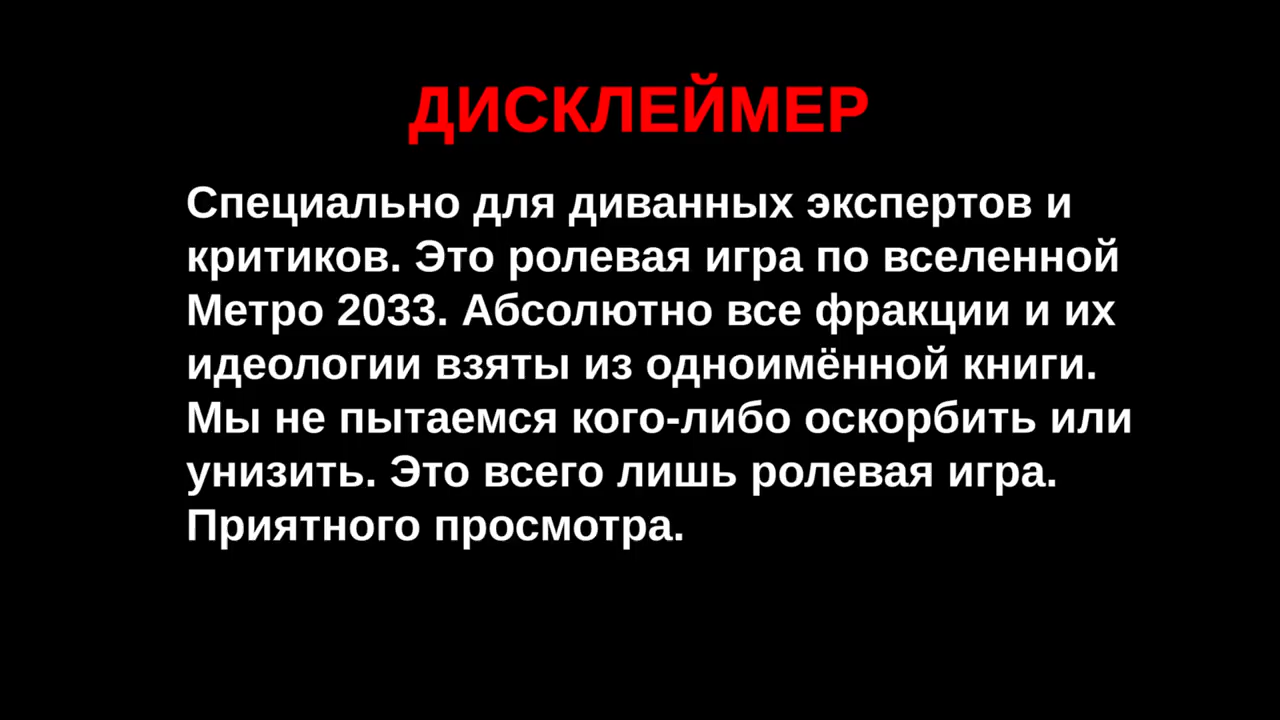 ДИСКЛЕЙМЕР
Специально для диванных экспертов и
критиков. Это ролевая игра по вселенной
Метро 2033. Абсолютно все фракции и их
идеологии взяты из одноимённой книги.
Мы не пытаемся кого-либо оскорбить или
унизить. Это всего лишь ролевая игра.
Приятного просмотра.